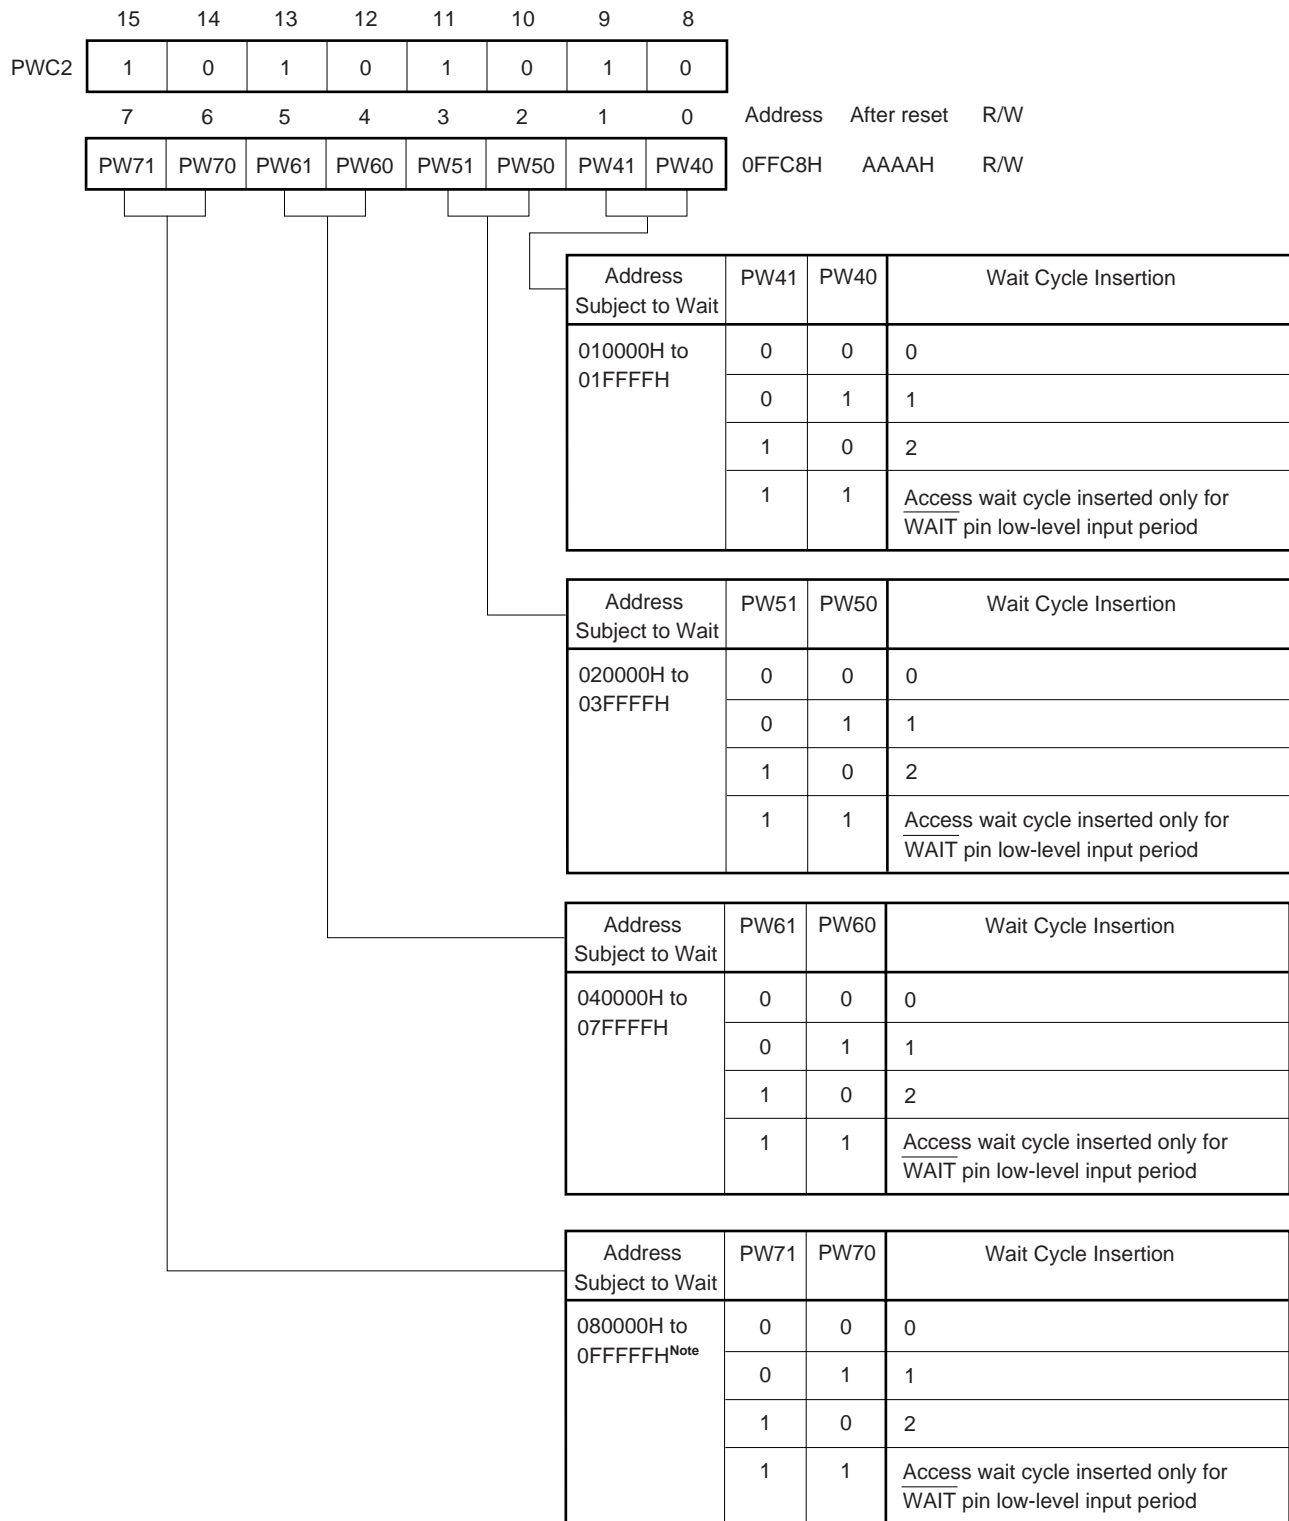 15 14 13 12 11 10 9 8
PWC2 1 0 1 0 1 0 1 0
7 6 5 4 3 2 1 0 Address After reset R/W
PW71 PW70 PW61 PW60 PW51 PW50 PW41 PW40 0FFC8H AAAAH R/W
Address PW41 PW40 Wait Cycle Insertion
Subject to Wait
010000H to 0 0 0
01FFFFH
0 1 1
1 0 2
1 1 Access wait cycle inserted only for
WAIT pin low-level input period
Address PW51 PW50 Wait Cycle Insertion
Subject to Wait
020000H to 0 0 0
03FFFFH
0 1 1
1 0 2
1 1 Access wait cycle inserted only for
WAIT pin low-level input period
Address PW61 PW60 Wait Cycle Insertion
Subject to Wait
040000H to 0 0 0
07FFFFH
0 1 1
1 0 2
1 1 Access wait cycle inserted only for
WAIT pin low-level input period
Address PW71 PW70 Wait Cycle Insertion
Subject to Wait
080000H to 0 0 0
0FFFFFH Note
0 1 1
1 0 2
1 1 Access wait cycle inserted only for
WAIT pin low-level input period